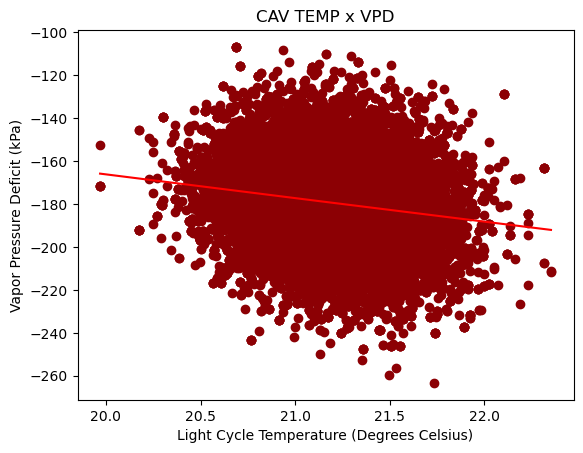 CAV TEMP x VPD
Vapor Pressure Deficit (kPa)
−100
−120
−140
−160
−180
−200
−220
−240
−260
20.0 20.5 21.0 21.5 22.0
Light Cycle Temperature (Degrees Celsius)